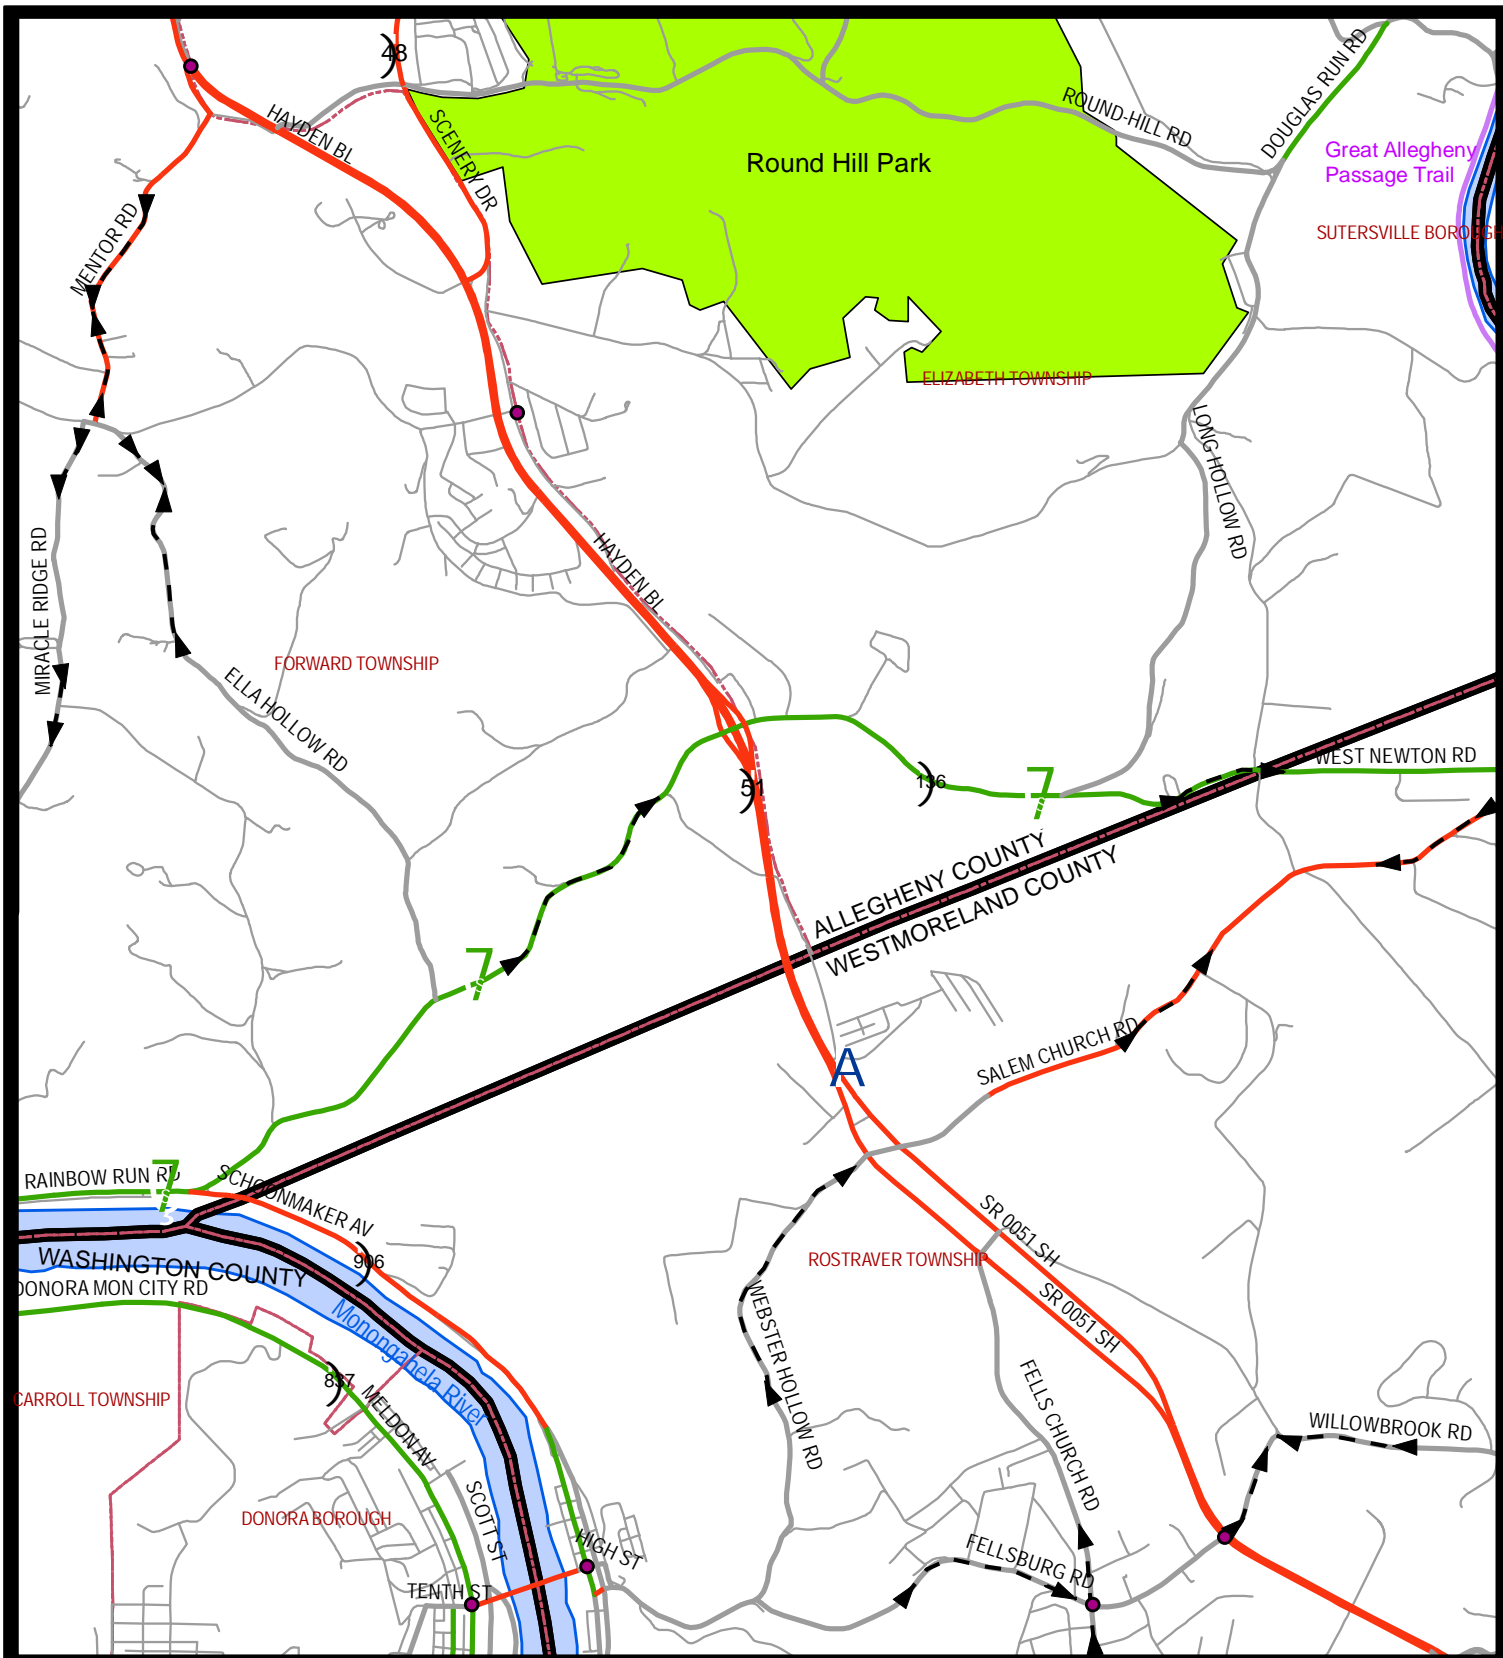 48
DOUGLAS RUN RD
HAYDEN BL
SCENERY DR
ROUND-HILL RD
Round Hill Park
Great Allegheny
Passage Trail
MENTOR RD
SUTERSVILLE BOROUGH
ELIZABETH TOWNSHIP
LONG HOLLOW RD
MIRACLE RIDGE RD
HAYDEN BL
FORWARD TOWNSHIP
ELLA HOLLOW RD
WEST NEWTON RD
51
136
7
ALLEGHENY COUNTY
WESTMORELAND COUNTY
7
SALEM CHURCH RD
A
RAINBOW RUN RD
7
5
SCHOONMAKER AV
906
WASHINGTON COUNTY
DONORA MON CITY RD
ROSTRAVER TOWNSHIP
SR 0051 SH
SR 0051 SH
Monongahela River
WEBSTER HOLLOW RD
837
CARROLL TOWNSHIP
MELDON AV
FELLS CHURCH RD
WILLOWBROOK RD
SCOTT ST
DONORA BOROUGH
HIGH ST
FELLSBURG RD
TENTH ST